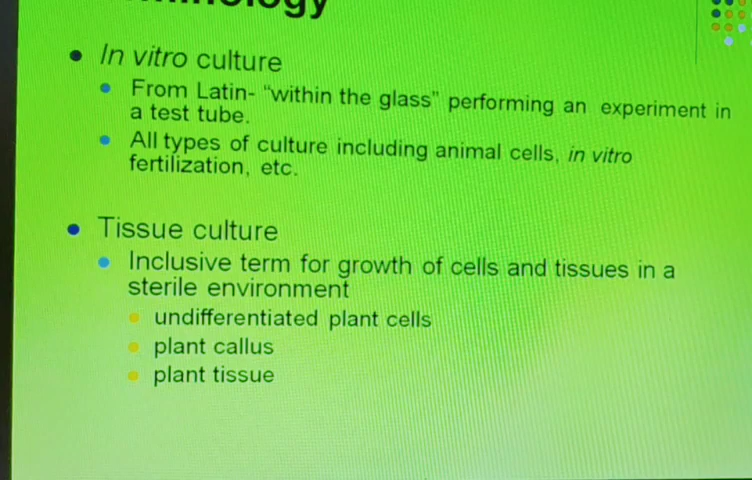 In vitro culture
From Latin- “within the glass” performing an experiment in
a test tube.
All types of culture including animal cells, in vitro
fertilization, etc.
Tissue culture
Inclusive term for growth of cells and tissues in a
sterile environment
undifferentiated plant cells
plant callus
plant tissue